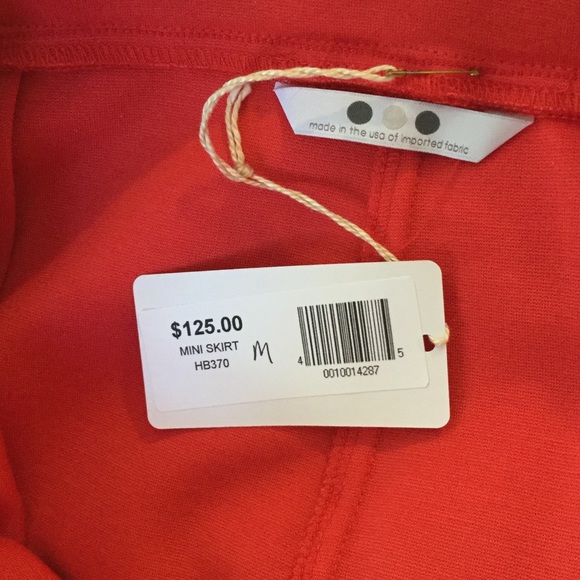 made in the usa of imported fabric
$125.00
MINI SKIRT
HB370
M
4 0010014287 5